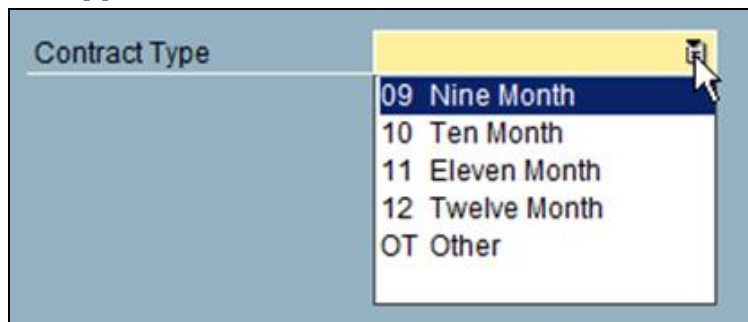 Contract Type
09 Nine Month
10 Ten Month
11 Eleven Month
12 Twelve Month
OT Other